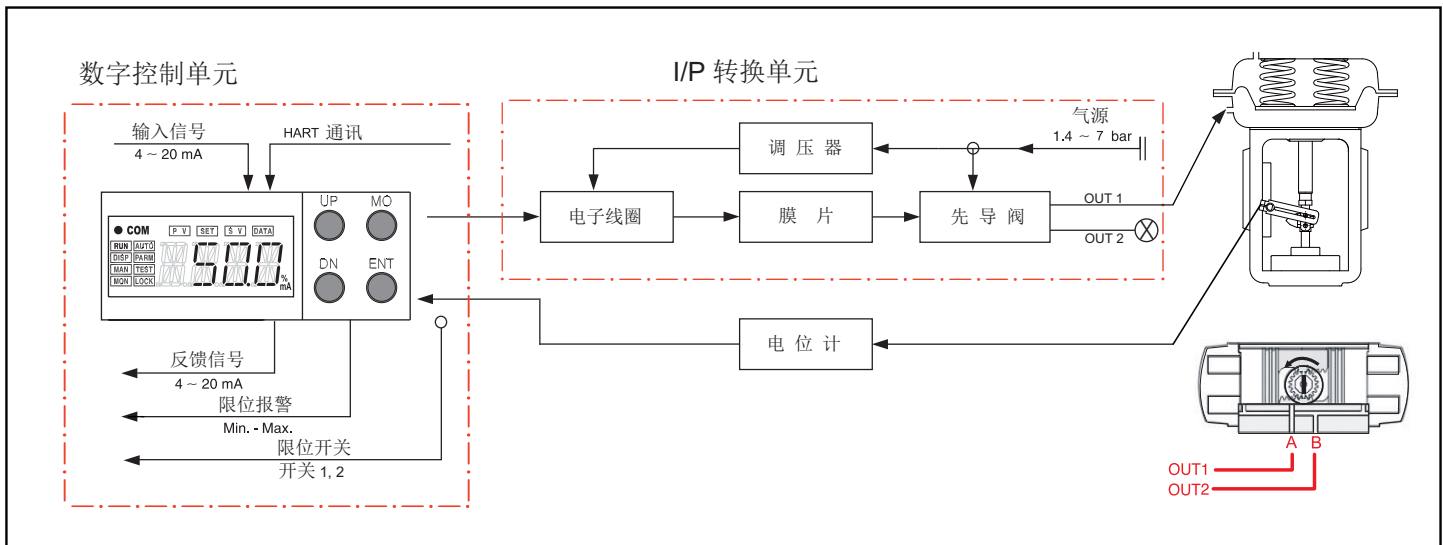 数字控制单元
I/P 转换单元
输入信号
4 ~ 20 mA
HART 通讯
气源
1.4 ~ 7 bar
调 压 器
电子线圈
膜 片
先 导 阀
OUT 1
OUT 2
UP
MO
COM
P V
SET
S V
DATA
RUN
AUTO
DISP
PARM
MAN
TEST
MON
LOCK
50.0
%
mA
DN
ENT
电 位 计
反馈信号
4 ~ 20 mA
限位报警
Min. - Max.
限位开关
开关 1, 2
A B
OUT1
OUT2